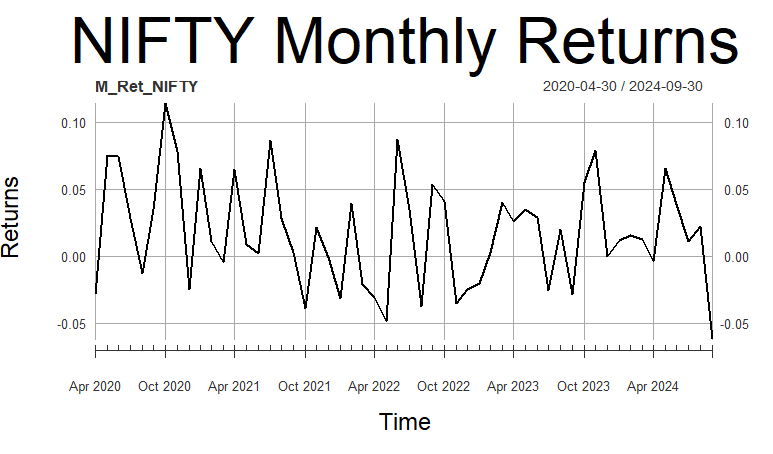 NIFTY Monthly Returns
M_Ret_NIFTY 2020-04-30 / 2024-09-30
Returns
0.10 0.10
0.05 0.05
0.00 0.00
-0.05 -0.05
Apr 2020 Oct 2020 Apr 2021 Oct 2021 Apr 2022 Oct 2022 Apr 2023 Oct 2023 Apr 2024
Time